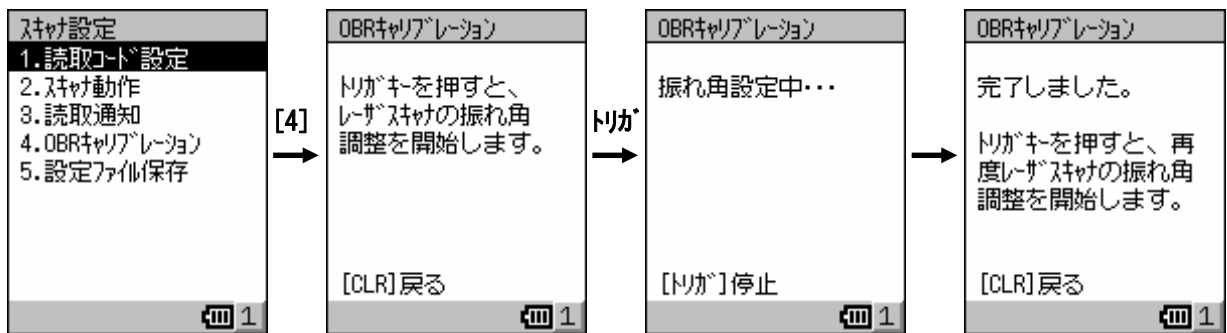 ｽｷｬﾅ設定
1.読取ｺｰﾄﾞ設定
2.ｽｷｬﾅ動作
3.読取通知
4.OBRｷｬﾘﾌﾞﾚｰｼｮﾝ
5.設定ﾌｧｲﾙ保存
1
[4]
OBRｷｬﾘﾌﾞﾚｰｼｮﾝ
ﾄﾘｶﾞｷｰを押すと、
ﾚｰｻﾞｽｷｬﾅの振れ角
調整を開始します。
[CLR]戻る
1
ﾄﾘｶﾞ
OBRｷｬﾘﾌﾞﾚｰｼｮﾝ
振れ角設定中･･･
[ﾄﾘｶﾞ]停止
1
OBRｷｬﾘﾌﾞﾚｰｼｮﾝ
完了しました。
ﾄﾘｶﾞｷｰを押すと、再
度ﾚｰｻﾞｽｷｬﾅの振れ角
調整を開始します。
[CLR]戻る
1